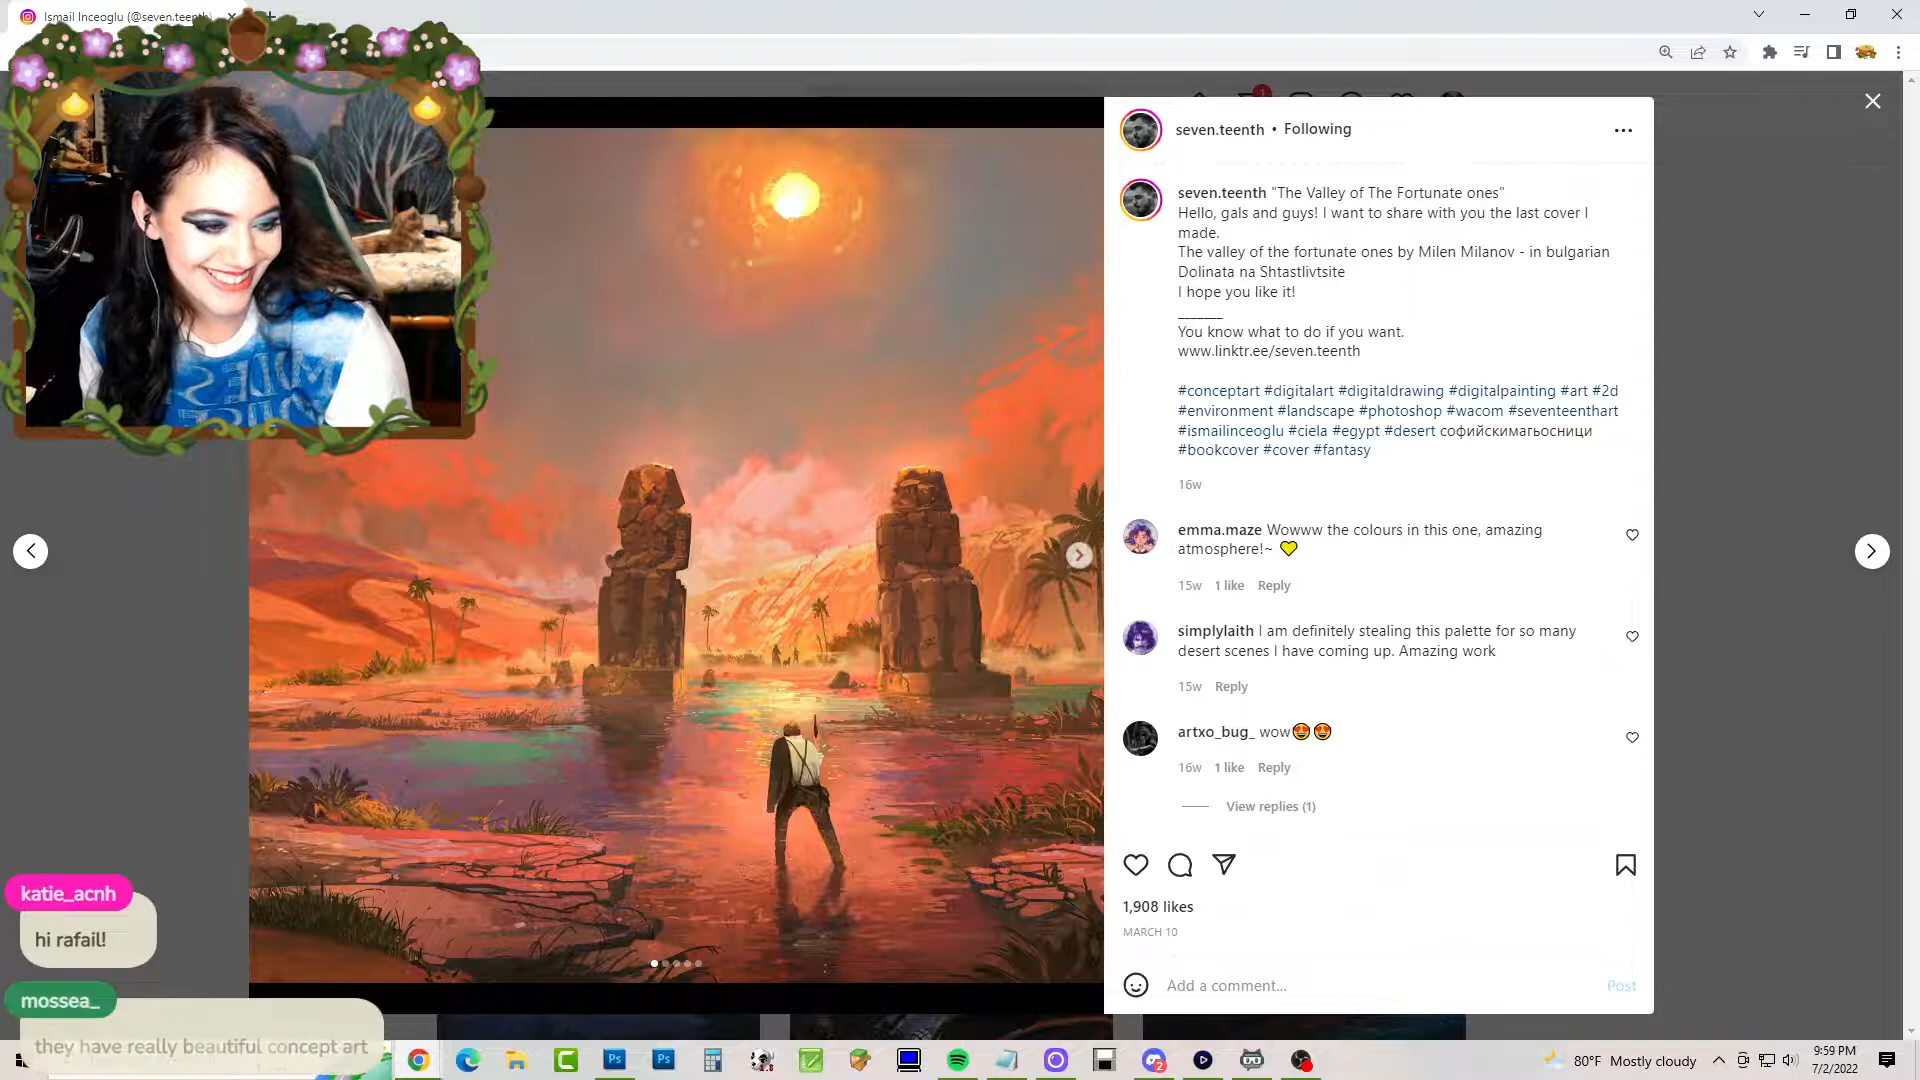 Ismail Inceoglu (@seven.teenth)
seven.teenth • Following
seven.teenth "The Valley of The Fortunate ones"
Hello, gals and guys! I want to share with you the last cover I
made.
The valley of the fortunate ones by Milen Milanov - in bulgarian
Dolinata na Shtastlivtsite
I hope you like it!
_______
You know what to do if you want.
www.linktr.ee/seven.teenth
#conceptart #digitalart #digitaldrawing #digitalpainting #art #2d
#environment #landscape #photoshop #wacom #seventeenthart
#ismailinceoglu #ciela #egypt #desert софийскимагьосници
#bookcover #cover #fantasy
16w
emma.maze Wowww the colours in this one, amazing
atmosphere!~ 💛
15w 1 like Reply
simplylaith I am definitely stealing this palette for so many
desert scenes I have coming up. Amazing work
15w Reply
artxo_bug_ wow😍😍
16w 1 like Reply
View replies (1)
1,908 likes
MARCH 10
Add a comment...
Post
katie_acnh
hi rafail!
mossea_
they have really beautiful concept art
Ps
Ps
2
80°F Mostly cloudy
9:59 PM
7/2/2022